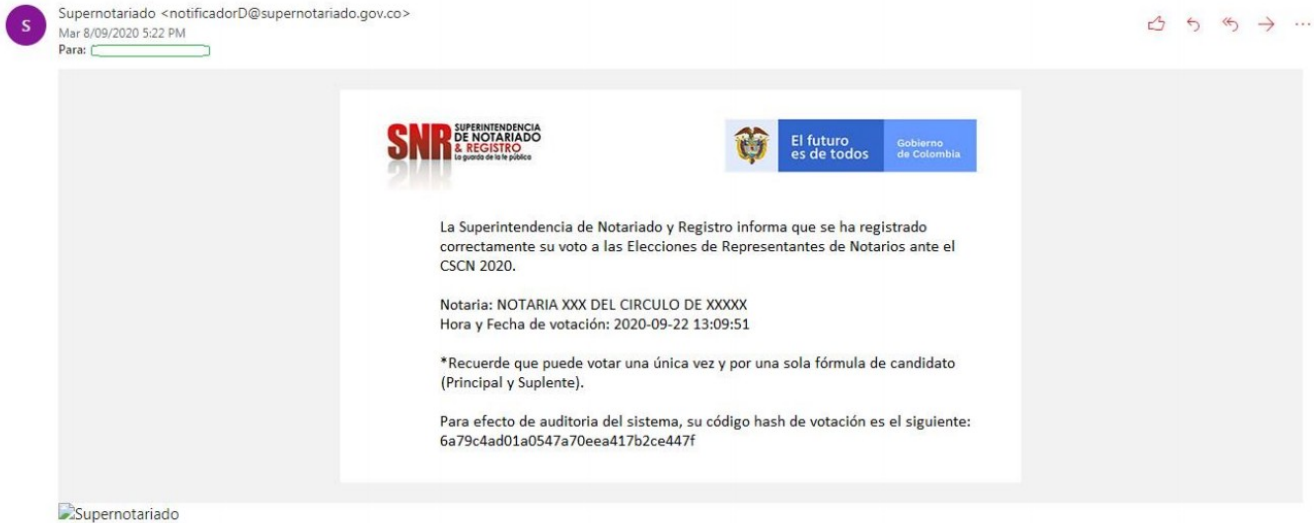 S
Supernotariado <notificadorD@supernotariado.gov.co>
Mar 8/09/2020 5:22 PM
Para:
SNR SUPERINTENDENCIA
DE NOTARIADO
& REGISTRO
La guarda de la fe pública
El futuro
es de todos
Gobierno
de Colombia
La Superintendencia de Notariado y Registro informa que se ha registrado
correctamente su voto a las Elecciones de Representantes de Notarios ante el
CSCN 2020.
Notaria: NOTARIA XXX DEL CIRCULO DE XXXXX
Hora y Fecha de votación: 2020-09-22 13:09:51
*Recuerde que puede votar una única vez y por una sola fórmula de candidato
(Principal y Suplente).
Para efecto de auditoria del sistema, su código hash de votación es el siguiente:
6a79c4ad01a0547a70eea417b2ce447f
Supernotariado